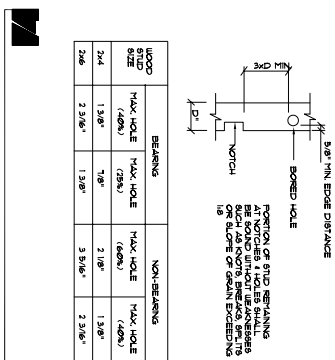 5/8" MIN. EDGE DISTANCE
3xD MIN.
BORED HOLE
D"
NOTCH
PORTION OF STUD REMAINING
AT NOTCHES & HOLES SHALL
BE SOUND WITHOUT WEAKNESSES
SUCH AS KNOTS, BREAKS, SPLITS
OR SLOPE OF GRAIN EXCEEDING
1:8
WOOD STUD SIZE BEARING NON-BEARING
MAX. HOLE (40%) MAX. HOLE (25%) MAX. HOLE (60%) MAX. HOLE (40%)
2x4 1 3/8" 7/8" 2 1/8" 1 3/8"
2x6 2 3/16" 1 3/8" 3 5/16" 2 3/16"